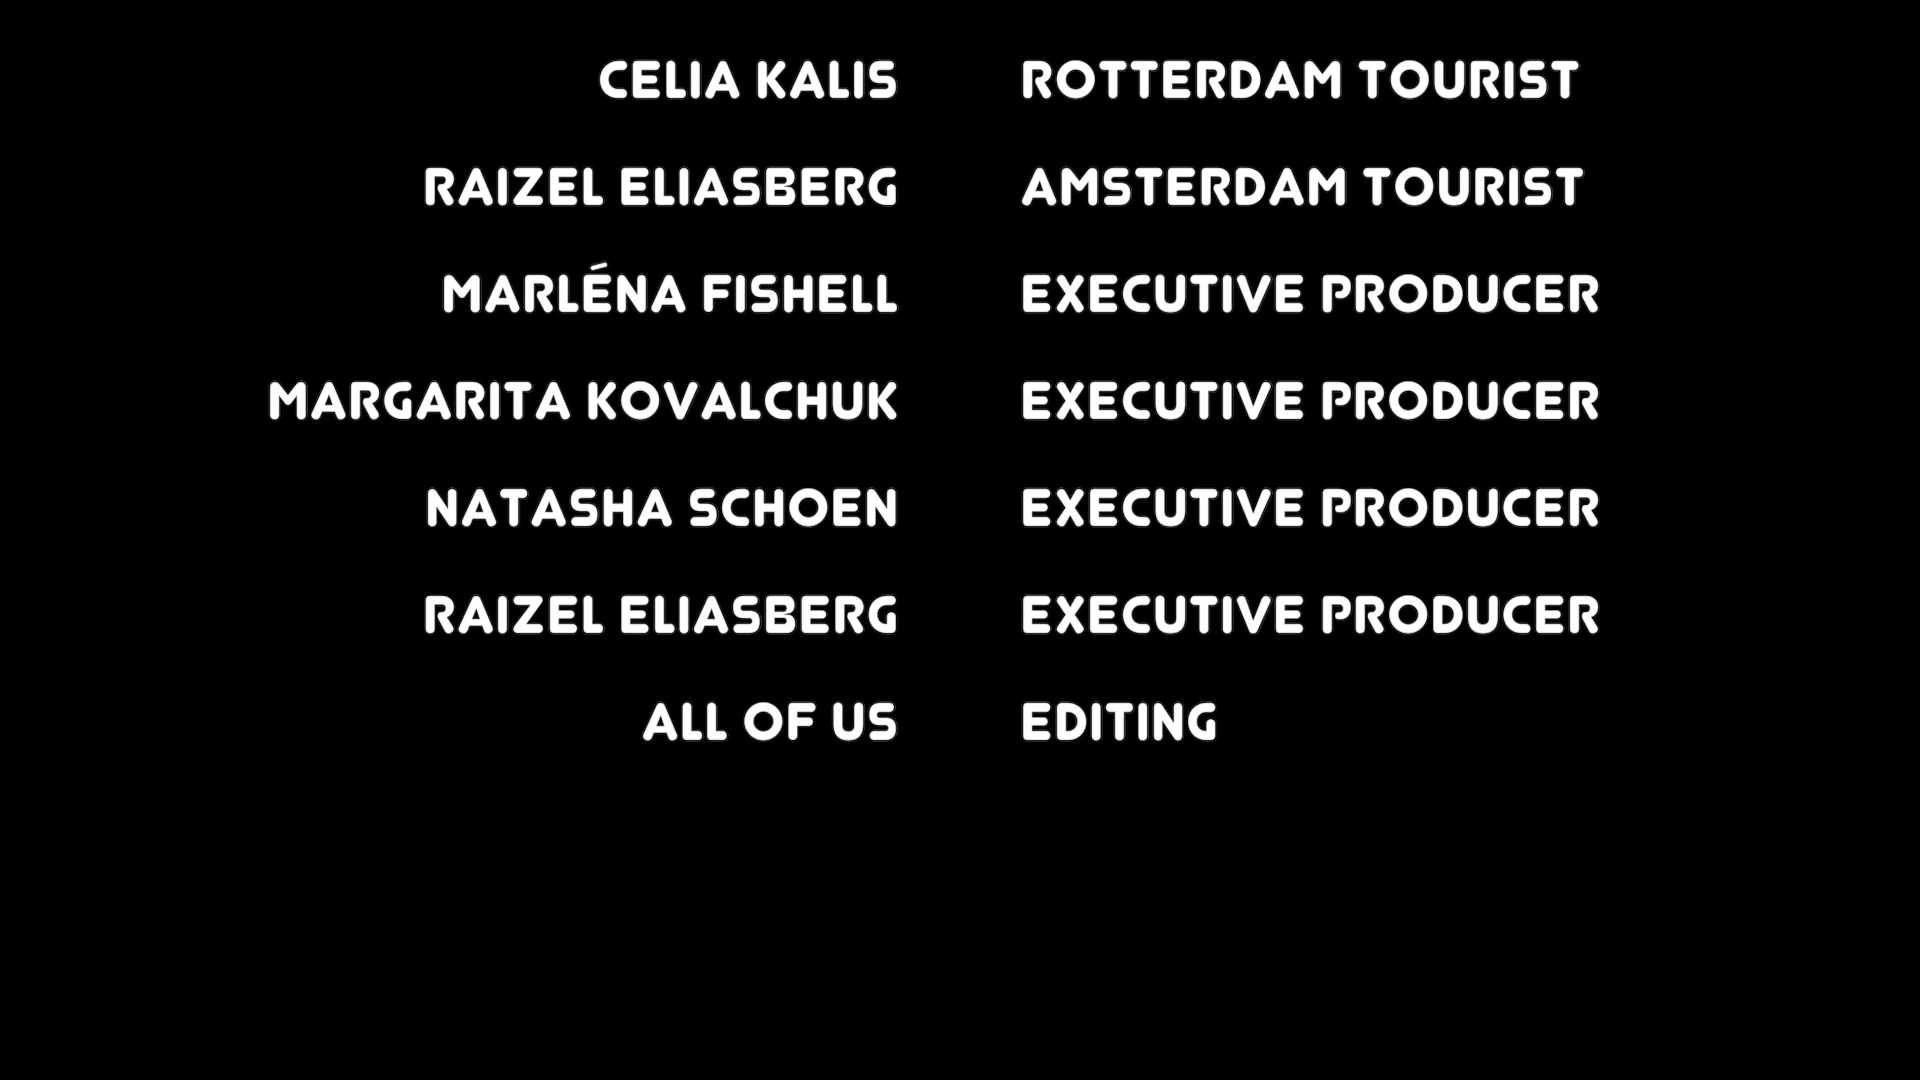 CELIA KALIS ROTTERDAM TOURIST
RAIZEL ELIASBERG AMSTERDAM TOURIST
MARLÉNA FISHELL EXECUTIVE PRODUCER
MARGARITA KOVALCHUK EXECUTIVE PRODUCER
NATASHA SCHOEN EXECUTIVE PRODUCER
RAIZEL ELIASBERG EXECUTIVE PRODUCER
ALL OF US EDITING